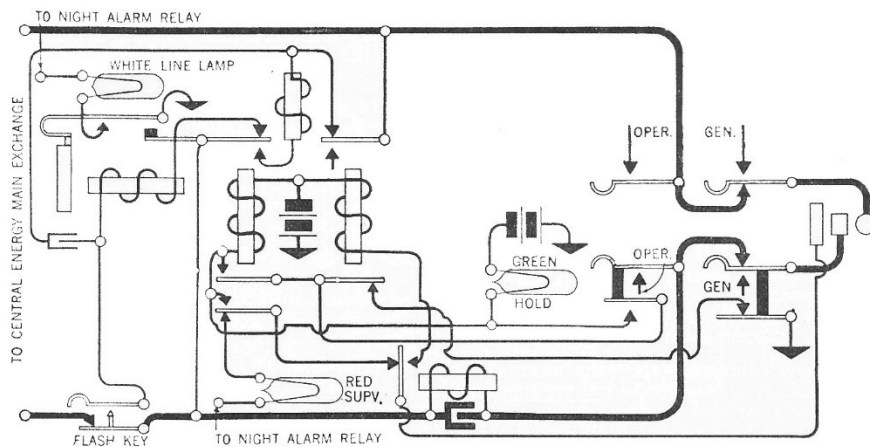 TO NIGHT ALARM RELAY
WHITE LINE LAMP
TO CENTRAL ENERGY MAIN EXCHANGE
OPER.
GEN.
OPER.
GREEN
HOLD
GEN
RED
SUPV.
FLASH KEY
TO NIGHT ALARM RELAY